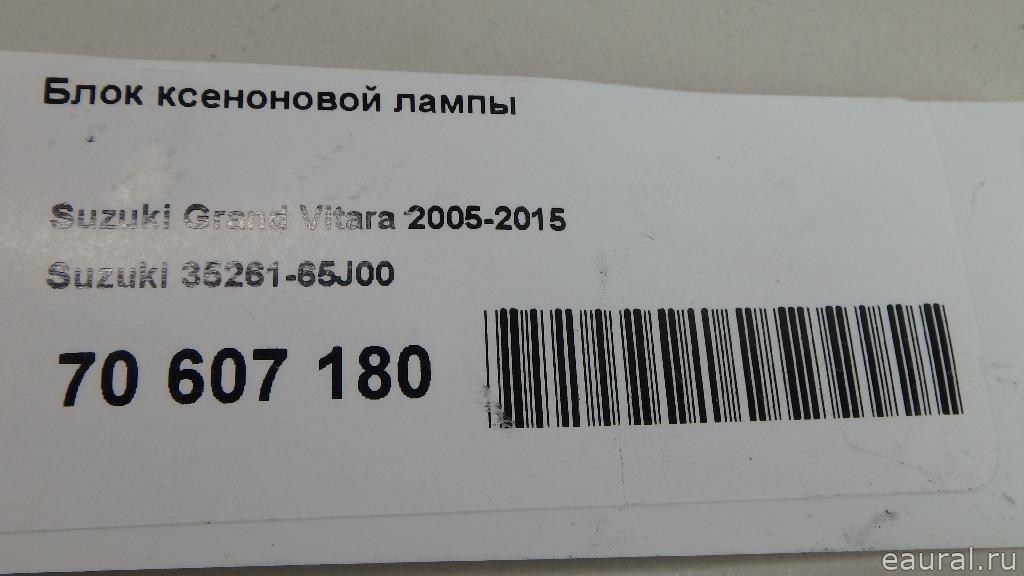 Блок ксеноновой лампы
Suzuki Grand Vitara 2005-2015
Suzuki 35261-65J00
70 607 180
eaural.ru